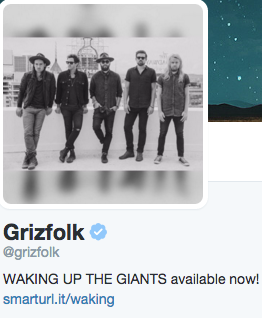 Grizfolk
@grizfolk
WAKING UP THE GIANTS available now!
smarturl.it/waking